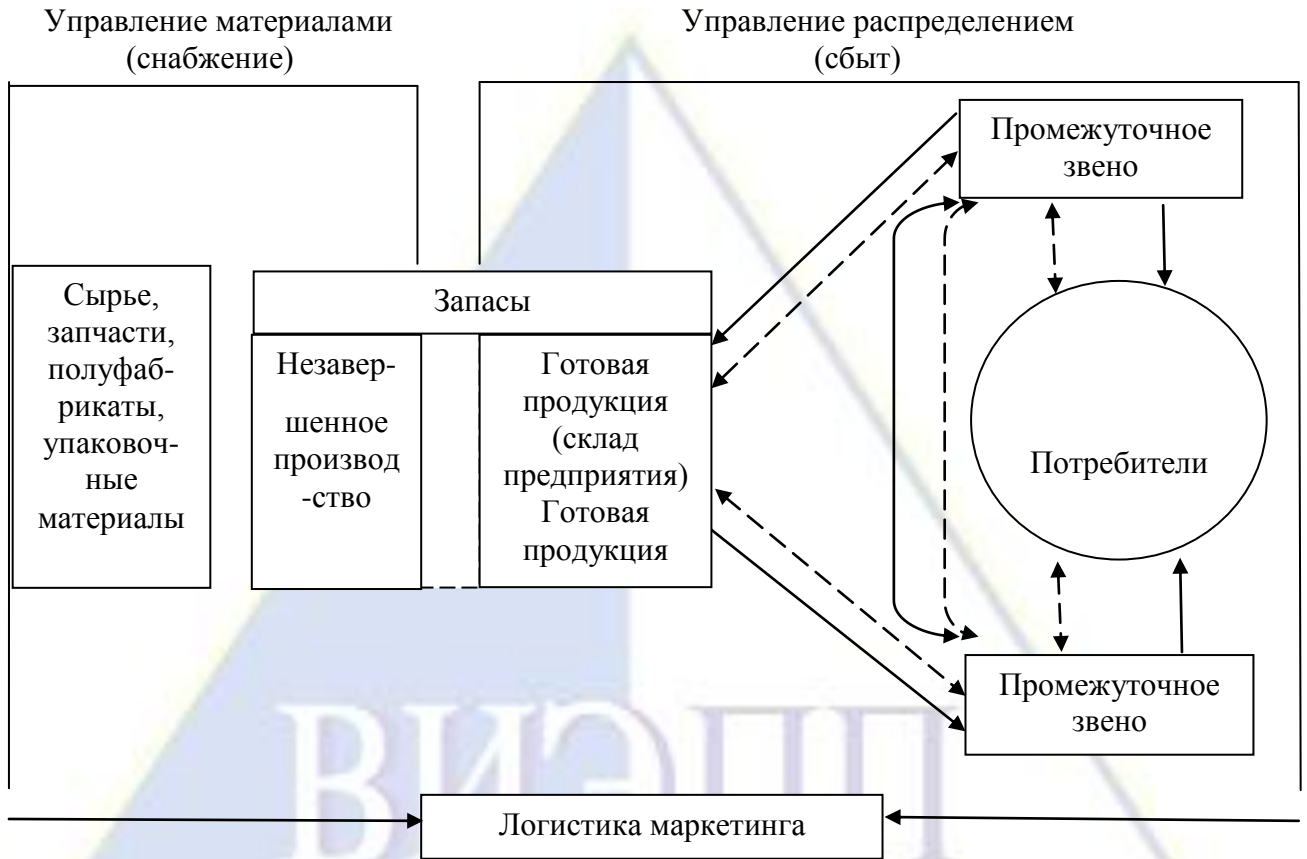 Управление материалами
(снабжение)
Управление распределением
(сбыт)
Промежуточное
звено
Сырье,
запчасти,
полуфаб-
рикаты,
упаковоч-
ные
материалы
Запасы
Незавер-
шенное
производ
-ство
Готовая
продукция
(склад
предприятия)
Готовая
продукция
Потребители
Промежуточное
звено
ВИЭПП
Логистика маркетинга